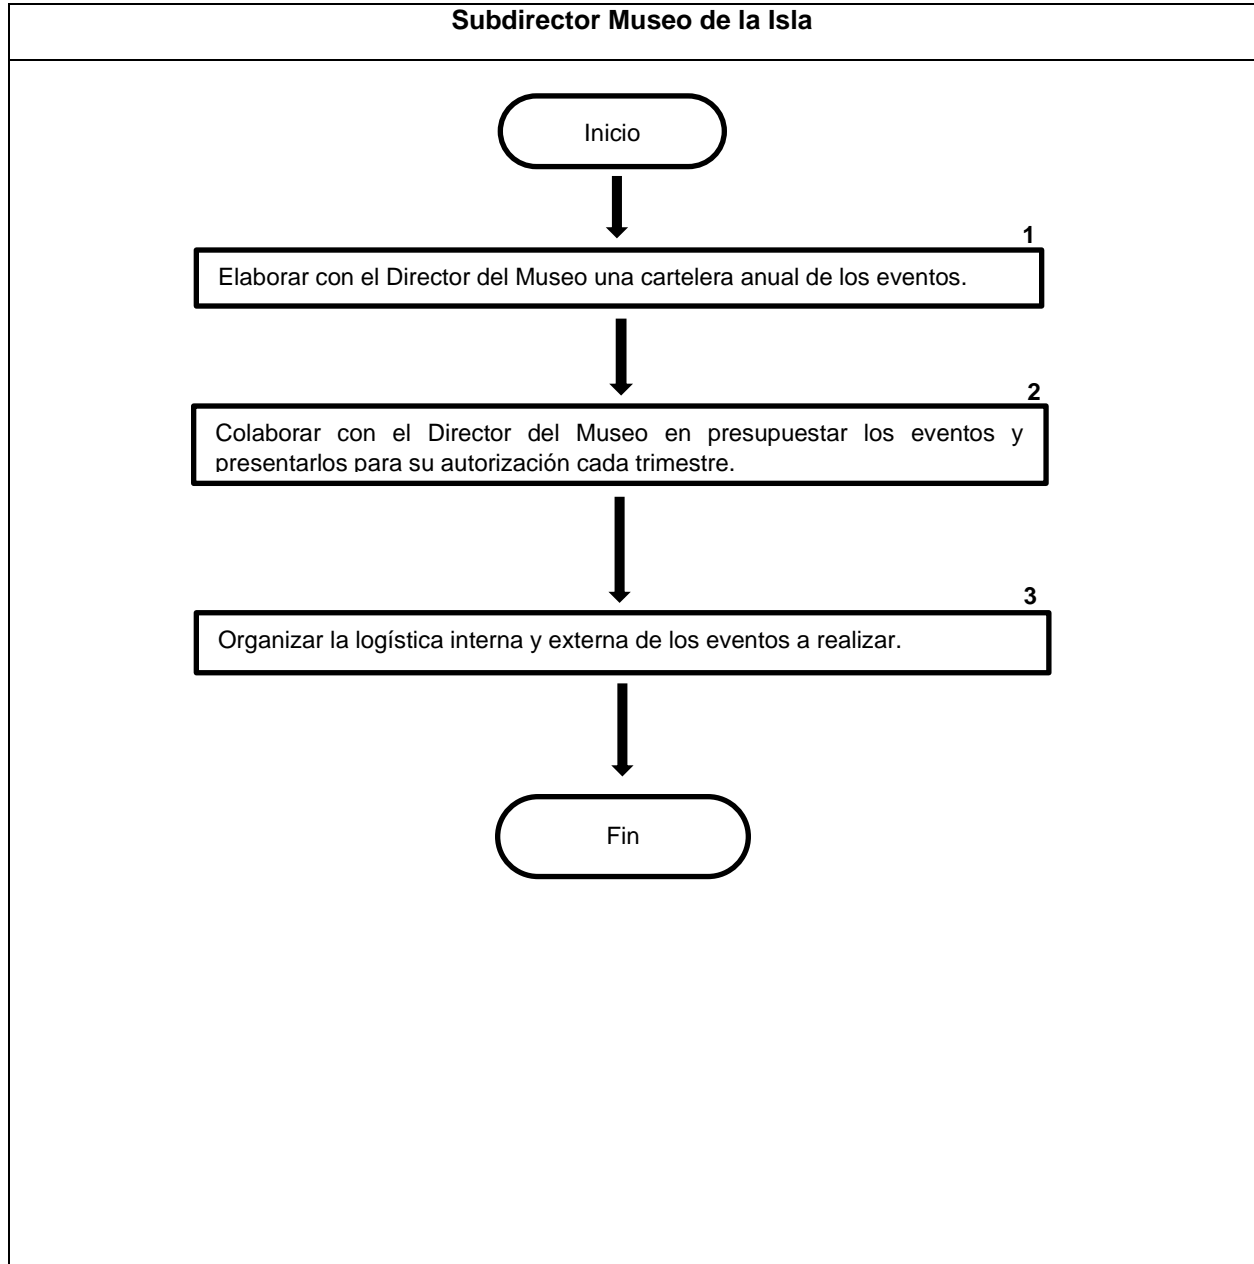 Subdirector Museo de la Isla
Inicio
1
Elaborar con el Director del Museo una cartelera anual de los eventos.
2
Colaborar con el Director del Museo en presupuestar los eventos y
presentarlos para su autorización cada trimestre.
3
Organizar la logística interna y externa de los eventos a realizar.
Fin